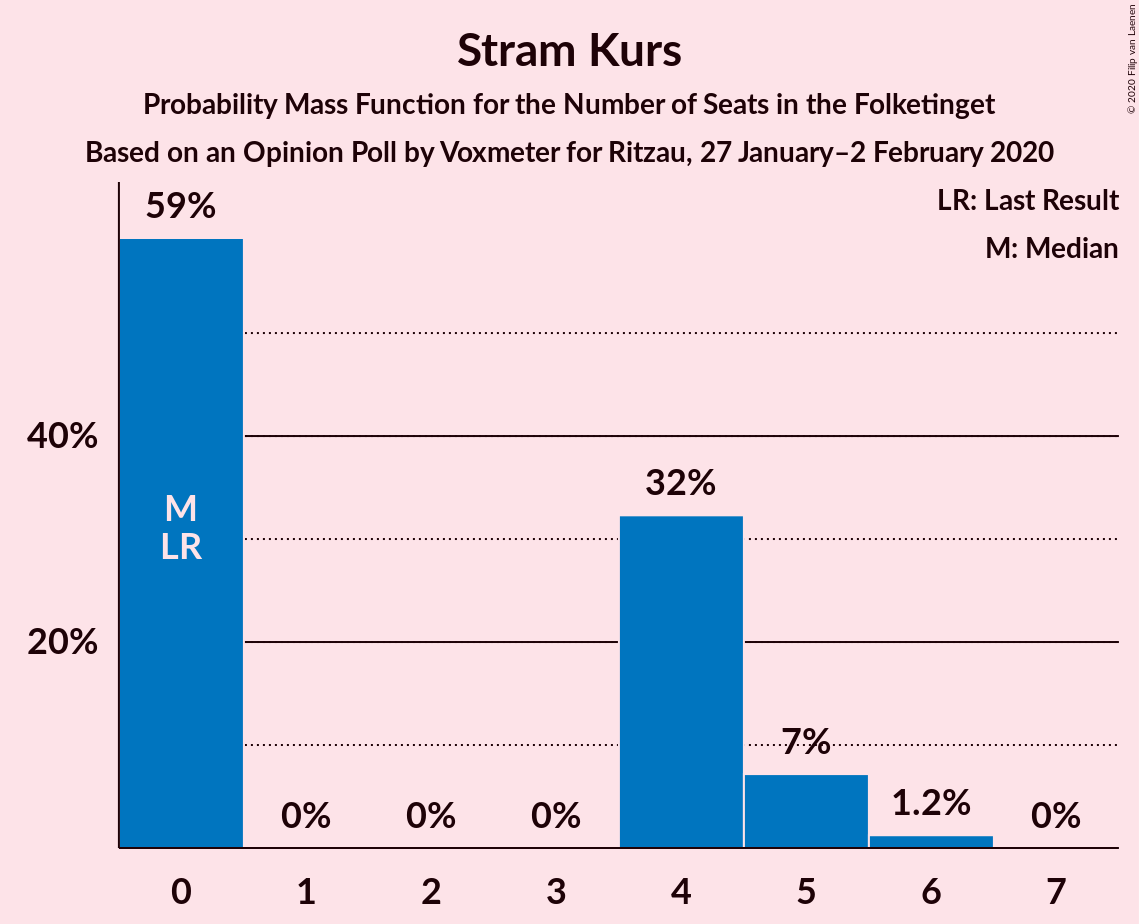 Stram Kurs
Probability Mass Function for the Number of Seats in the Folketinget
Based on an Opinion Poll by Voxmeter for Ritzau, 27 January–2 February 2020
© 2020 Filip van Laenen
LR: Last Result
M: Median
59%
40%
20%
M
LR
0%
0%
0%
32%
7%
1.2%
0%
0 1 2 3 4 5 6 7